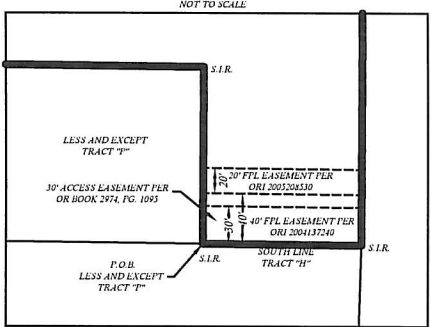 NOT TO SCALE
S.I.R.
LESS AND EXCEPT
TRACT "P"
20' FPL EASEMENT PER
ORI 2005208530
20'
30' ACCESS EASEMENT PER
OR BOOK 2974, PG. 1095
40' FPL EASEMENT PER
ORI 2004137240
30'
40'
S.I.R.
SOUTH LINE
TRACT "H"
S.I.R.
P.O.B.
LESS AND EXCEPT
TRACT "P"